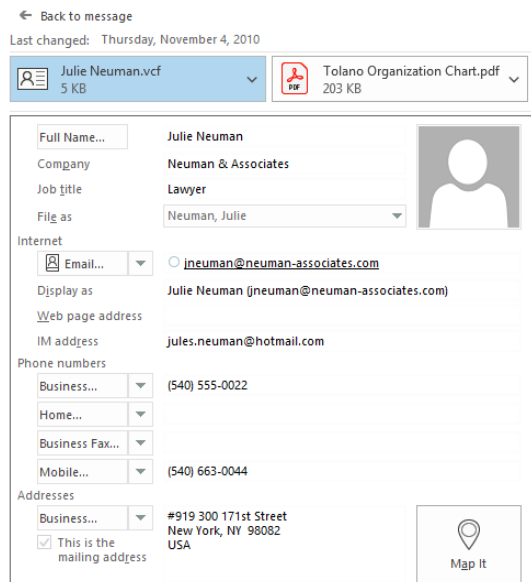 Back to message
Last changed: Thursday, November 4, 2010
Julie Neuman.vcf
5 KB
Tolano Organization Chart.pdf
203 KB
PDF
Full Name... Julie Neuman
Company Neuman & Associates
Job title Lawyer
File as Neuman, Julie
Internet
Email... jneuman@neuman-associates.com
Display as Julie Neuman (jneuman@neuman-associates.com)
Web page address
IM address jules.neuman@hotmail.com
Phone numbers
Business... (540) 555-0022
Home...
Business Fax...
Mobile... (540) 663-0044
Addresses
Business... #919 300 171st Street
New York, NY 98082
This is the USA
mailing address
Map It